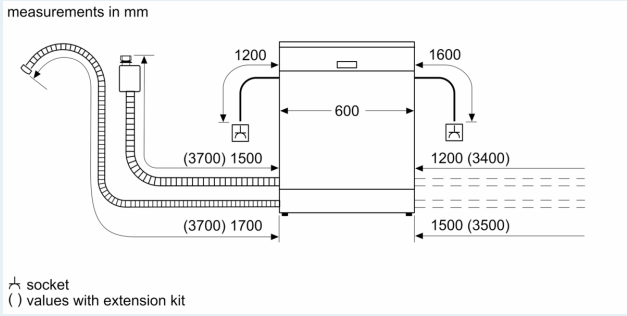 measurements in mm
1200
1600
600
(3700) 1500
1200 (3400)
(3700) 1700
1500 (3500)
socket
( ) values with extension kit